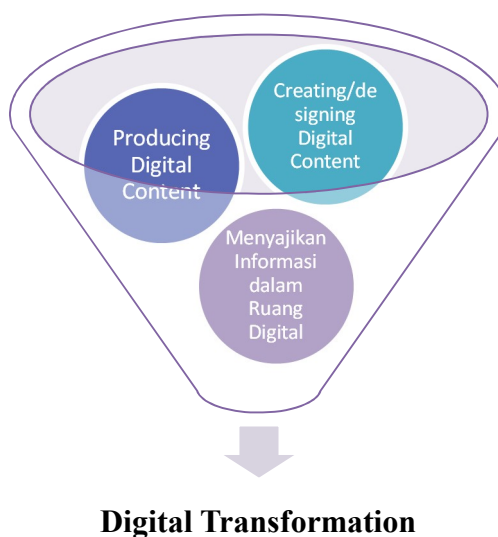 Producing
Digital
Content
Creating/de
signing
Digital
Content
Menyajikan
Informasi
dalam
Ruang
Digital
Digital Transformation